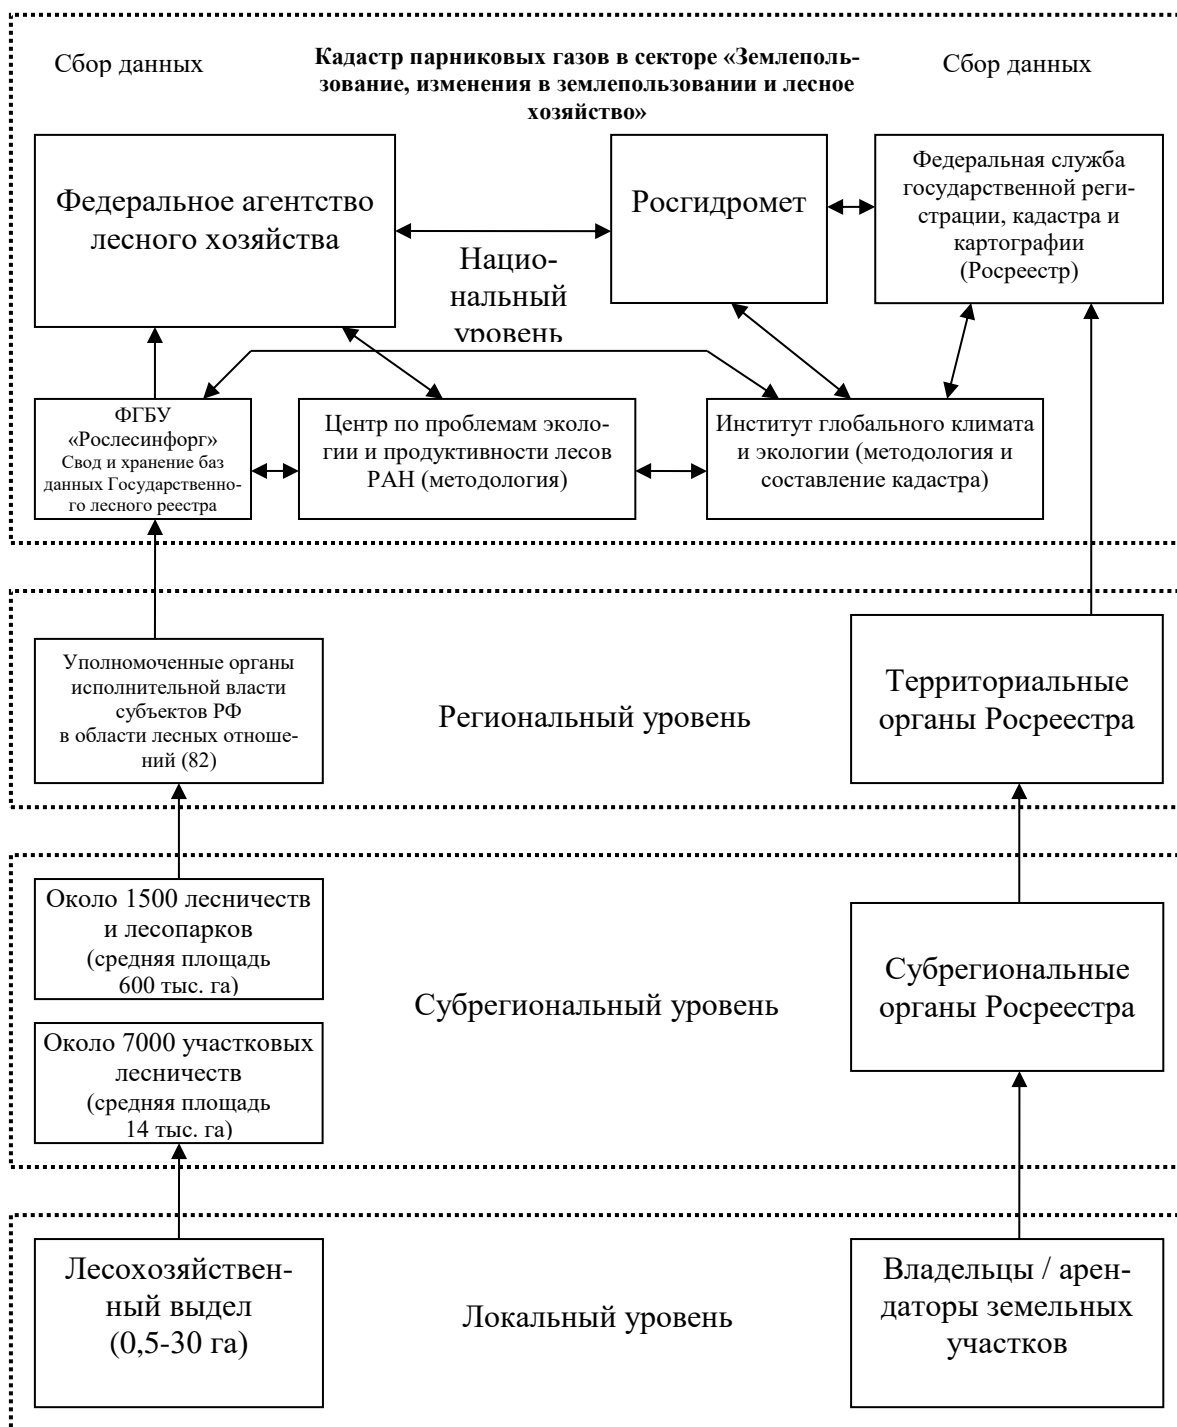 Сбор данных
Кадастр парниковых газов в секторе «Землеполь-
зование, изменения в землепользовании и лесное
хозяйство»
Сбор данных
Федеральное агентство
лесного хозяйства
Росгидромет
Федеральная служба
государственной реги-
страции, кадастра и
картографии
(Росреестр)
Нацио-
нальный
уровень
ФГБУ
«Рослесинфорг»
Свод и хранение баз
данных Государственно-
го лесного реестра
Центр по проблемам эколо-
гии и продуктивности лесов
РАН (методология)
Институт глобального климата
и экологии (методология и
составление кадастра)
Уполномоченные органы
исполнительной власти
субъектов РФ
в области лесных отноше-
ний (82)
Региональный уровень
Территориальные
органы Росреестра
Около 1500 лесничеств
и лесопарков
(средняя площадь
600 тыс. га)
Субрегиональный уровень
Субрегиональные
органы Росреестра
Около 7000 участковых
лесничеств
(средняя площадь
14 тыс. га)
Лесохозяйствен-
ный выдел
(0,5-30 га)
Локальный уровень
Владельцы / арен-
даторы земельных
участков